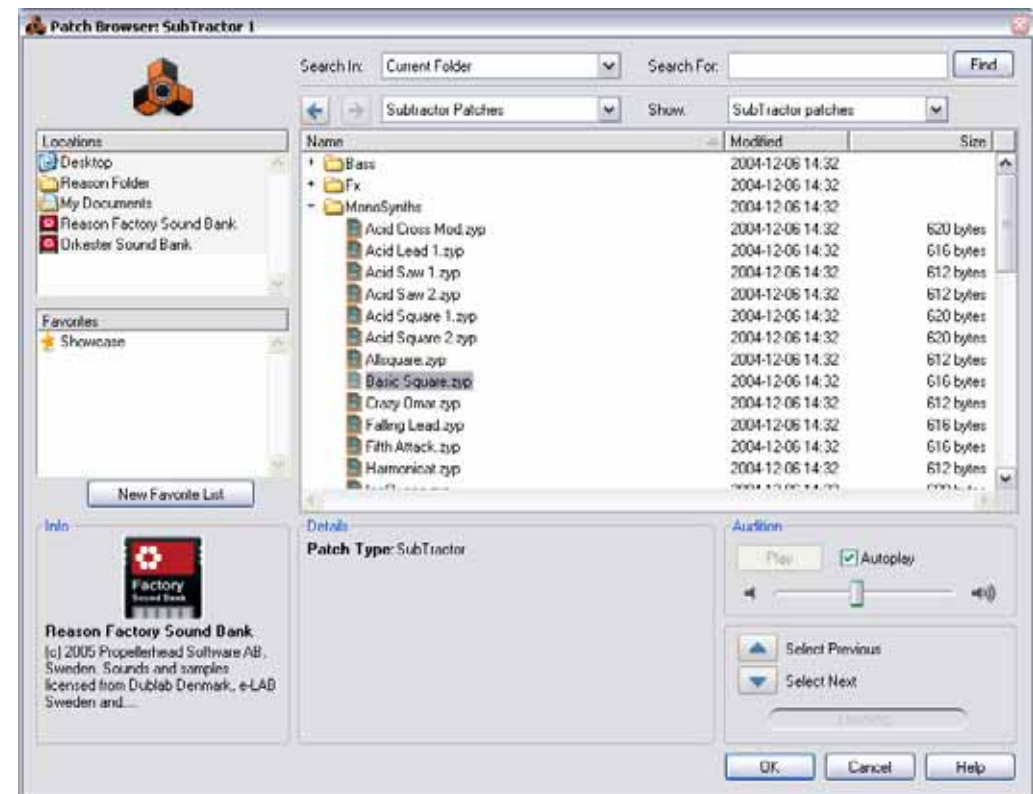 Patch Browser: SubTractor 1
Search In: Current Folder Search For: Find
Subtractor Patches Show: SubTractor patches
Locations
Desktop
Reason Folder
My Documents
Reason Factory Sound Bank
Orkester Sound Bank
Favorites
Showcase
New Favorite List
Name Modified Size
Bass 2004-12-06 14:32
Fx 2004-12-06 14:32
MonoSynths 2004-12-06 14:32
Acid Cross Mod.zyp 2004-12-06 14:32 620 bytes
Acid Lead 1.zyp 2004-12-06 14:32 616 bytes
Acid Saw 1.zyp 2004-12-06 14:32 612 bytes
Acid Saw 2.zyp 2004-12-06 14:32 612 bytes
Acid Square 1.zyp 2004-12-06 14:32 620 bytes
Acid Square 2.zyp 2004-12-06 14:32 620 bytes
Allsquare.zyp 2004-12-06 14:32 612 bytes
Basic Square.zyp 2004-12-06 14:32 616 bytes
Crazy Omar.zyp 2004-12-06 14:32 612 bytes
Falling Lead.zyp 2004-12-06 14:32 616 bytes
Fifth Attack.zyp 2004-12-06 14:32 616 bytes
Harmonicat.zyp 2004-12-06 14:32 612 bytes
Info
Factory
Sound Bank
Reason Factory Sound Bank
(c) 2005 Propellerhead Software AB,
Sweden. Sounds and samples
licensed from Dublab Denmark, e-LAB
Sweden and...
Details
Patch Type: SubTractor
Audition
Play Autoplay
Select Previous
Select Next
OK Cancel Help